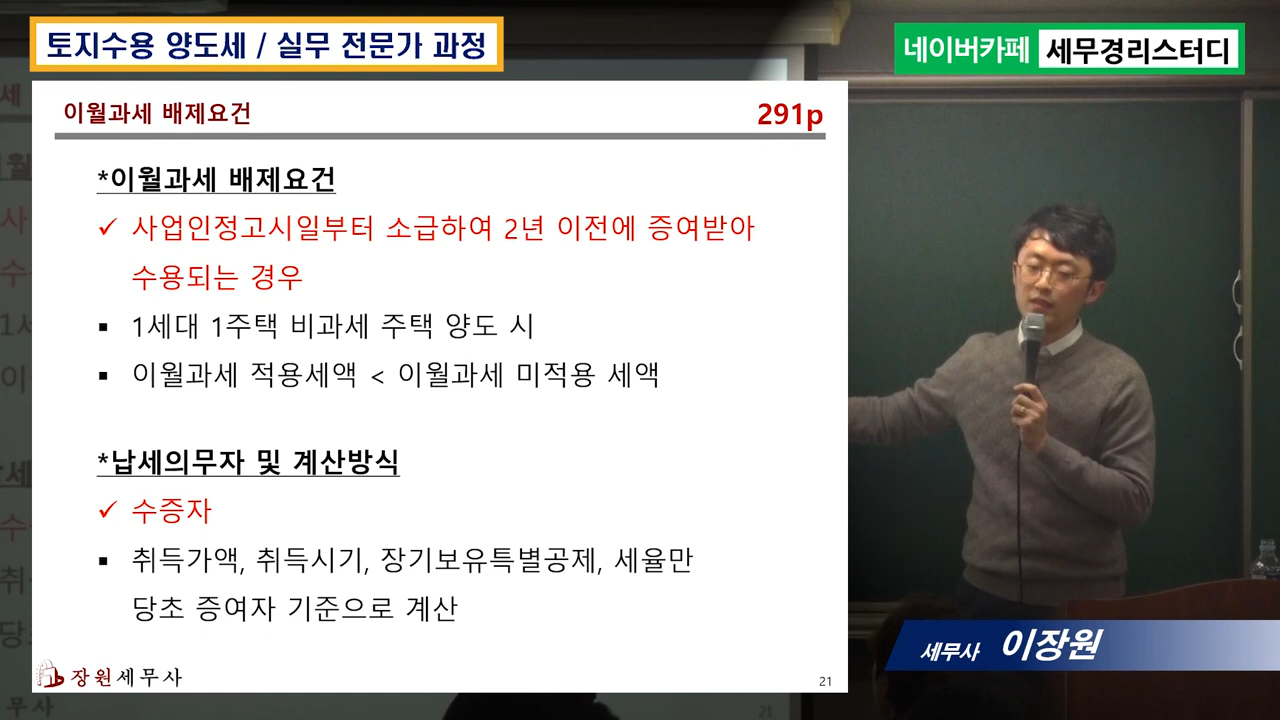 토지수용 양도세 / 실무 전문가 과정
네이버카페 세무경리스터디
이월과세 배제요건 291p
*이월과세 배제요건
✓ 사업인정고시일부터 소급하여 2년 이전에 증여받아
수용되는 경우
▪ 1세대 1주택 비과세 주택 양도 시
▪ 이월과세 적용세액 < 이월과세 미적용 세액
*납세의무자 및 계산방식
✓ 수증자
▪ 취득가액, 취득시기, 장기보유특별공제, 세율만
당초 증여자 기준으로 계산
장원세무사
21
세무사 이장원
무사
21